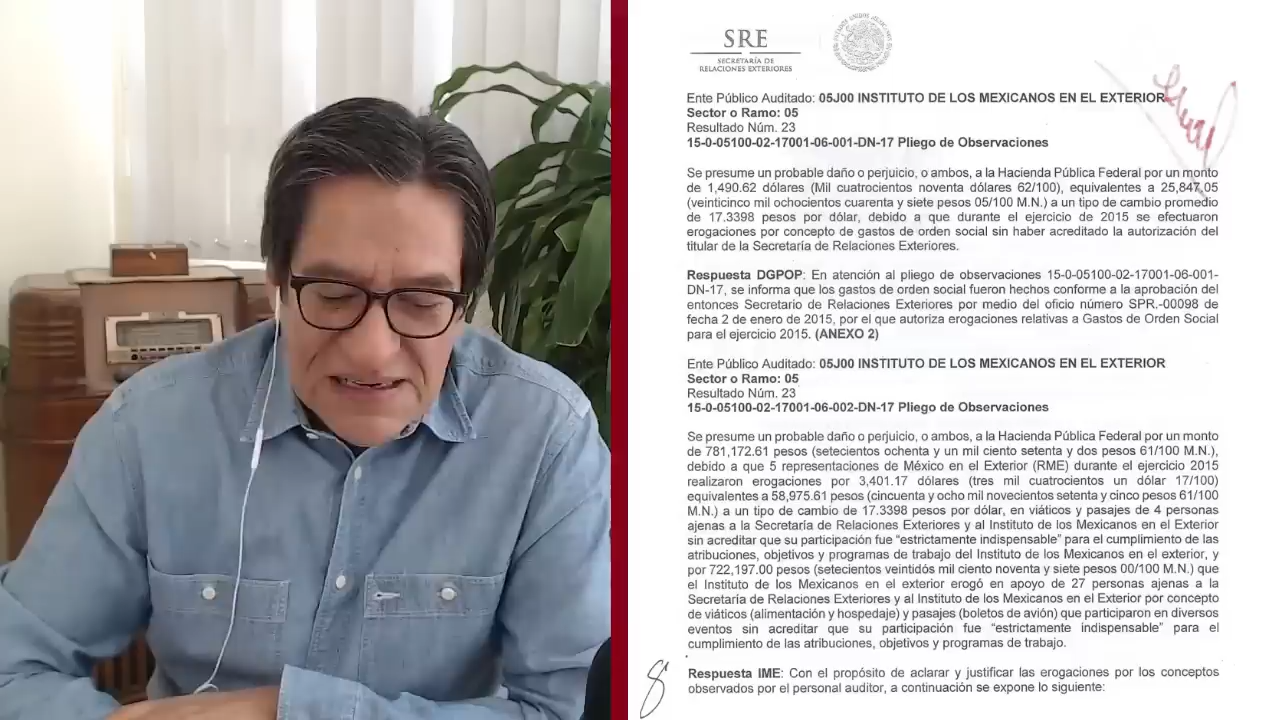 SRE
SECRETARÍA DE
RELACIONES EXTERIORES
Ente Público Auditado: 05J00 INSTITUTO DE LOS MEXICANOS EN EL EXTERIOR
Sector o Ramo: 05
Resultado Núm. 23
15-0-05100-02-17001-06-001-DN-17 Pliego de Observaciones
Se presume un probable daño o perjuicio, o ambos, a la Hacienda Pública Federal por un monto
de 1,490.62 dólares (Mil cuatrocientos noventa dólares 62/100), equivalentes a 25,847.05
(veinticinco mil ochocientos cuarenta y siete pesos 05/100 M.N.) a un tipo de cambio promedio
de 17.3398 pesos por dólar, debido a que durante el ejercicio de 2015 se efectuaron
erogaciones por concepto de gastos de orden social sin haber acreditado la autorización del
titular de la Secretaría de Relaciones Exteriores.
Respuesta DGPOP: En atención al pliego de observaciones 15-0-05100-02-17001-06-001-
DN-17, se informa que los gastos de orden social fueron hechos conforme a la aprobación del
entonces Secretario de Relaciones Exteriores por medio del oficio número SPR.-00098 de
fecha 2 de enero de 2015, por el que autoriza erogaciones relativas a Gastos de Orden Social
para el ejercicio 2015. (ANEXO 2)
Ente Público Auditado: 05J00 INSTITUTO DE LOS MEXICANOS EN EL EXTERIOR
Sector o Ramo: 05
Resultado Núm. 23
15-0-05100-02-17001-06-002-DN-17 Pliego de Observaciones
Se presume un probable daño o perjuicio, o ambos, a la Hacienda Pública Federal por un monto
de 781,172.61 pesos (setecientos ochenta y un mil ciento setenta y dos pesos 61/100 M.N.),
debido a que 5 representaciones de México en el Exterior (RME) durante el ejercicio 2015
realizaron erogaciones por 3,401.17 dólares (tres mil cuatrocientos un dólar 17/100)
equivalentes a 58,975.61 pesos (cincuenta y ocho mil novecientos setenta y cinco pesos 61/100
M.N.) a un tipo de cambio de 17.3398 pesos por dólar, en viáticos y pasajes de 4 personas
ajenas a la Secretaría de Relaciones Exteriores y al Instituto de los Mexicanos en el Exterior
sin acreditar que su participación fue “estrictamente indispensable” para el cumplimiento de las
atribuciones, objetivos y programas de trabajo del Instituto de los Mexicanos en el exterior, y
por 722,197.00 pesos (setecientos veintidós mil ciento noventa y siete pesos 00/100 M.N.) que
el Instituto de los Mexicanos en el exterior erogó en apoyo de 27 personas ajenas a la
Secretaría de Relaciones Exteriores y al Instituto de los Mexicanos en el Exterior por concepto
de viáticos (alimentación y hospedaje) y pasajes (boletos de avión) que participaron en diversos
eventos sin acreditar que su participación fue “estrictamente indispensable” para el
cumplimiento de las atribuciones, objetivos y programas de trabajo.
Respuesta IME: Con el propósito de aclarar y justificar las erogaciones por los conceptos
observados por el personal auditor, a continuación se expone lo siguiente: